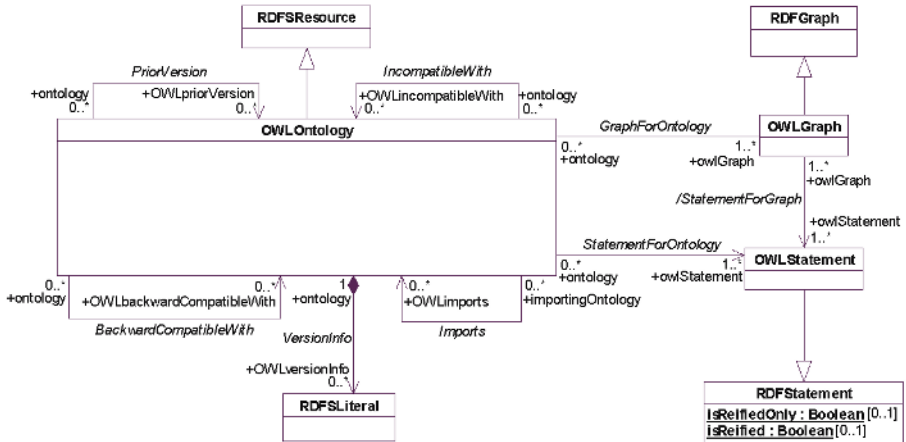 RDFSResource
RDFGraph
PriorVersion
IncompatibleWith
+ontology
+OWLpriorVersion
+OWLincompatibleWith
+ontology
0..*
0..*
0..*
0..*
OWLOntology
GraphForOntology
OWLGraph
0..*
1..*
+ontology
+owlGraph
1..*
+owlGraph
/StatementForGraph
+owlStatement
1..*
StatementForOntology
OWLStatement
0..*
1..*
+ontology
+owlStatement
0..*
0..*
1
0..*
0..*
+ontology
+OWLbackwardCompatibleWith
+ontology
+OWLimports
+importingOntology
BackwardCompatibleWith
VersionInfo
Imports
+OWLversionInfo
0..*
RDFSLiteral
RDFStatement
isReifiedOnly : Boolean [0..1]
isReified : Boolean [0..1]